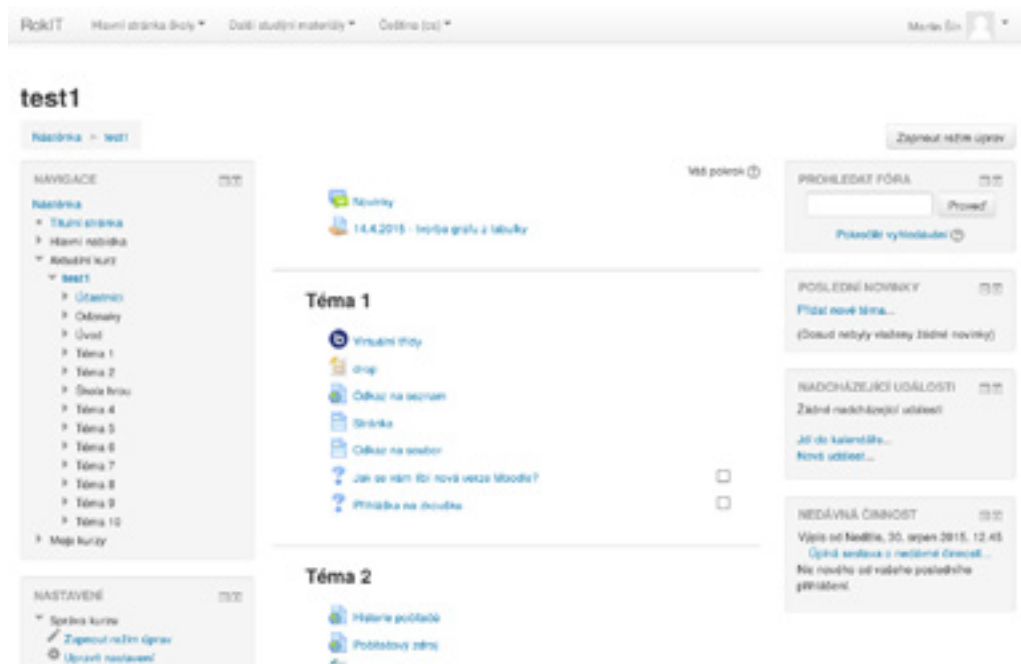 RokIT
Hlavní stránka školy
Další studijní materiály
Čeština (cs)
Martin Šín
test1
Nástěnka > test1
Zapnout režim úprav
NAVIGACE
Nástěnka
Titulní stránka
Hlavní nabídka
Aktuální kurz
test1
Účastníci
Odznaky
Úvod
Téma 1
Téma 2
Škola hrou
Téma 4
Téma 5
Téma 6
Téma 7
Téma 8
Téma 9
Téma 10
Moje kurzy
NASTAVENÍ
Správa kurzu
Zapnout režim úprav
Upravit nastavení
Váš pokrok
Novinky
14.4.2015 - tvorba grafu z tabulky
Téma 1
Virtuální třídy
drop
Odkaz na seznam
Stránka
Odkaz na soubor
Jak se vám líbí nová verze Moodle?
Přihláška na zkoušku
Téma 2
Historie počítačů
Počítačový zdroj
PROHLEDAT FÓRA
Proveď
Pokročilé vyhledávání
POSLEDNÍ NOVINKY
Přidat nové téma...
(Dosud nebyly vloženy žádné novinky)
NADCHÁZEJÍCÍ UDÁLOSTI
Žádné nadcházející události
Jdi do kalendáře...
Nová událost...
NEDÁVNÁ ČINNOST
Výpis od Neděle, 30. srpen 2015, 12.45
Úplná sestava o nedávné činnosti...
Nic nového od vašeho posledního
přihlášení